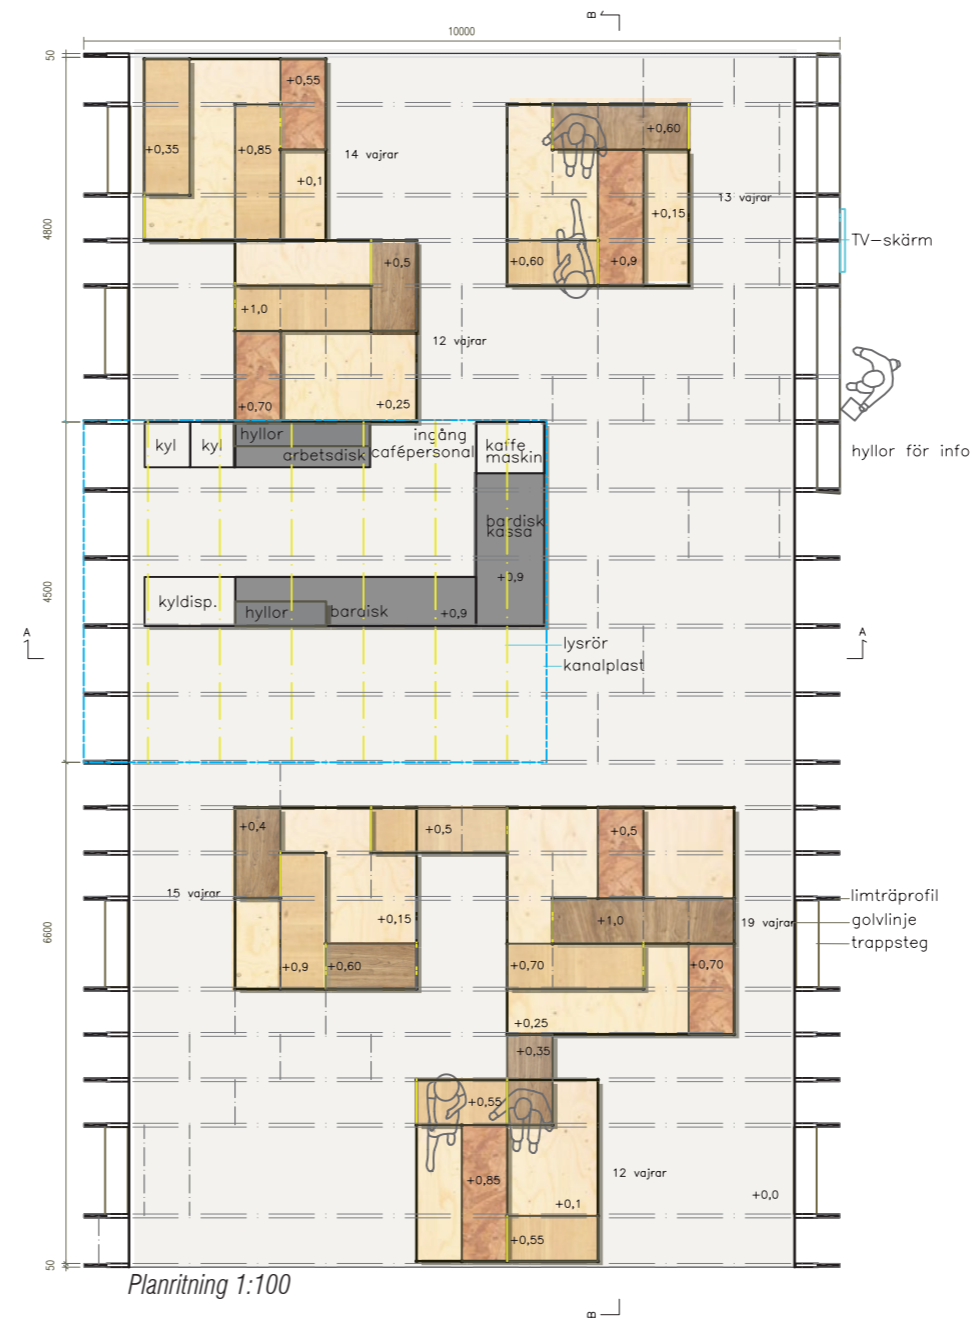 B
10000
50
+0,55
+0,60
+0,35
+0,85
14 vajrar
+0,1
13 vajrar
+0,15
4800
TV-skärm
+0,5
+0,60
+0,9
+1,0
12 vajrar
+0,70
+0,25
hyllor
ingång
cafépersonal
kyl
kyl
arbetsdisk
kaffe
maskin
hyllor för info
bardisk
kassa
+0,9
4500
kyldisp.
hyllor
bardisk
+0,9
A
A
lysrör
kanalplast
+0,4
+0,5
+0,5
15 vajrar
limträprofil
+0,15
+1,0
19 vajrar
golvlinje
6600
trappsteg
+0,9
+0,60
+0,70
+0,70
+0,25
+0,35
+0,55
12 vajrar
+0,85
+0,0
+0,1
+0,55
50
Planritning 1:100
B